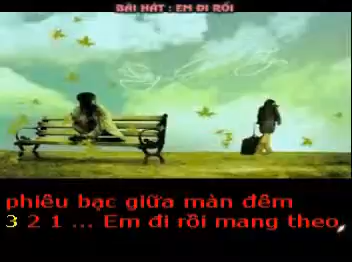 BÀI HÁT : EM ĐI RỒI
phiêu bạc giữa màn đêm
3 2 1 ... Em đi rồi mang theo